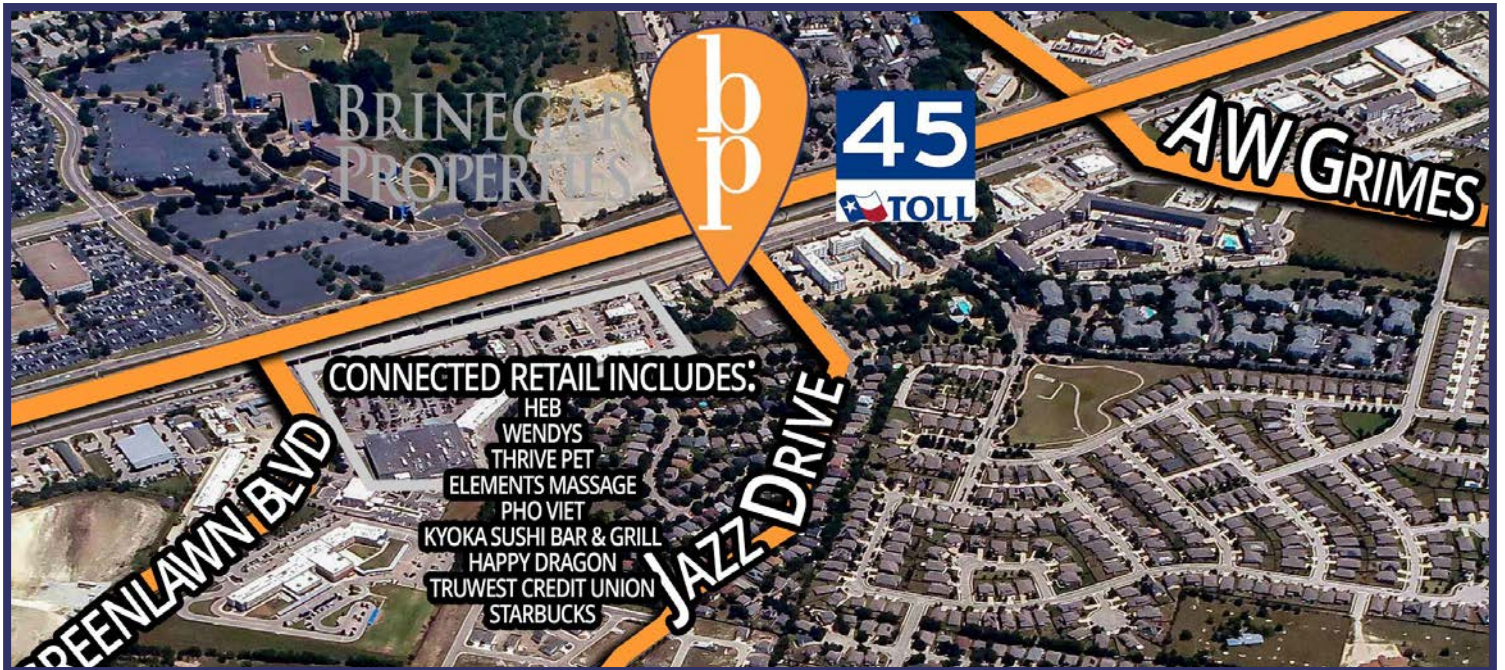 BRINEGAR
PROPERTIES
bp
45
TOLL
AW GRIMES
CONNECTED RETAIL INCLUDES:
HEB
WENDYS
THRIVE PET
ELEMENTS MASSAGE
PHO VIET
KYOKA SUSHI BAR & GRILL
HAPPY DRAGON
TRUWEST CREDIT UNION
STARBUCKS
GREENLAWN BLVD
JAZZ DRIVE